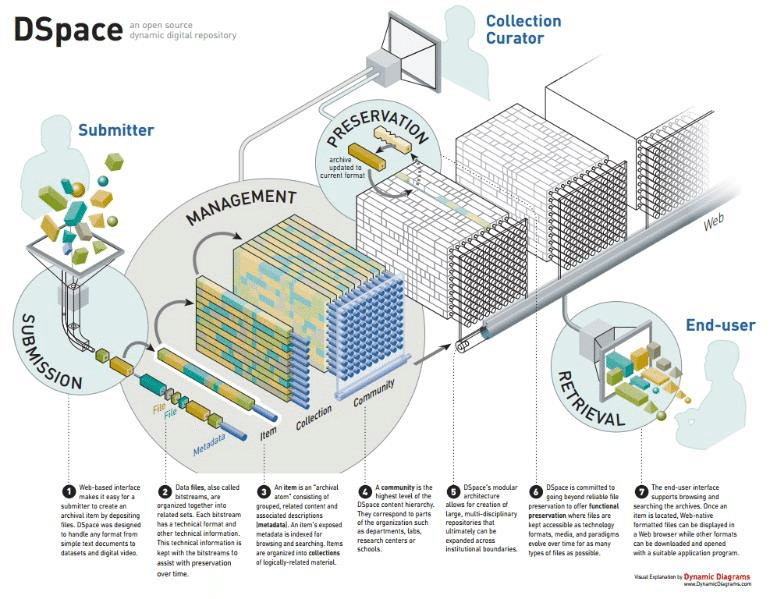 DSpace
an open source
dynamic digital repository
Collection
Curator
Submitter
PRESERVATION
archive
updated to
current format
MANAGEMENT
Web
SUBMISSION
End-user
RETRIEVAL
File
File
Metadata
Item
Collection
Community
1 Web-based interface
makes it easy for a
submitter to create an
archival item by depositing
files. DSpace was designed
to handle any format from
simple text documents to
datasets and digital video.
2 Data files, also called
bitstreams, are
organized together into
related sets. Each bitstream
has a technical format and
other technical information.
This technical information is
kept with the bitstreams to
assist with preservation
over time.
3 An item is an "archival
atom" consisting of
grouped, related content and
associated descriptions
(metadata). An item's exposed
metadata is indexed for
browsing and searching. Items
are organized into collections
of logically-related material.
4 A community is the
highest level of the
DSpace content hierarchy.
They correspond to parts
of the organization such
as departments, labs,
research centers or
schools.
5 DSpace's modular
architecture
allows for creation of
large, multi-disciplinary
repositories that
ultimately can be
expanded across
institutional boundaries.
6 DSpace is committed to
going beyond reliable file
preservation to offer functional
preservation where files are
kept accessible as technology
formats, media, and paradigms
evolve over time for as many
types of files as possible.
7 The end-user interface
supports browsing and
searching the archives. Once
an item is located, Web-native
formatted files can be displayed
in a Web browser while other formats
can be downloaded and opened
with a suitable application program.
Visual Explanation by Dynamic Diagrams
www.DynamicDiagrams.com